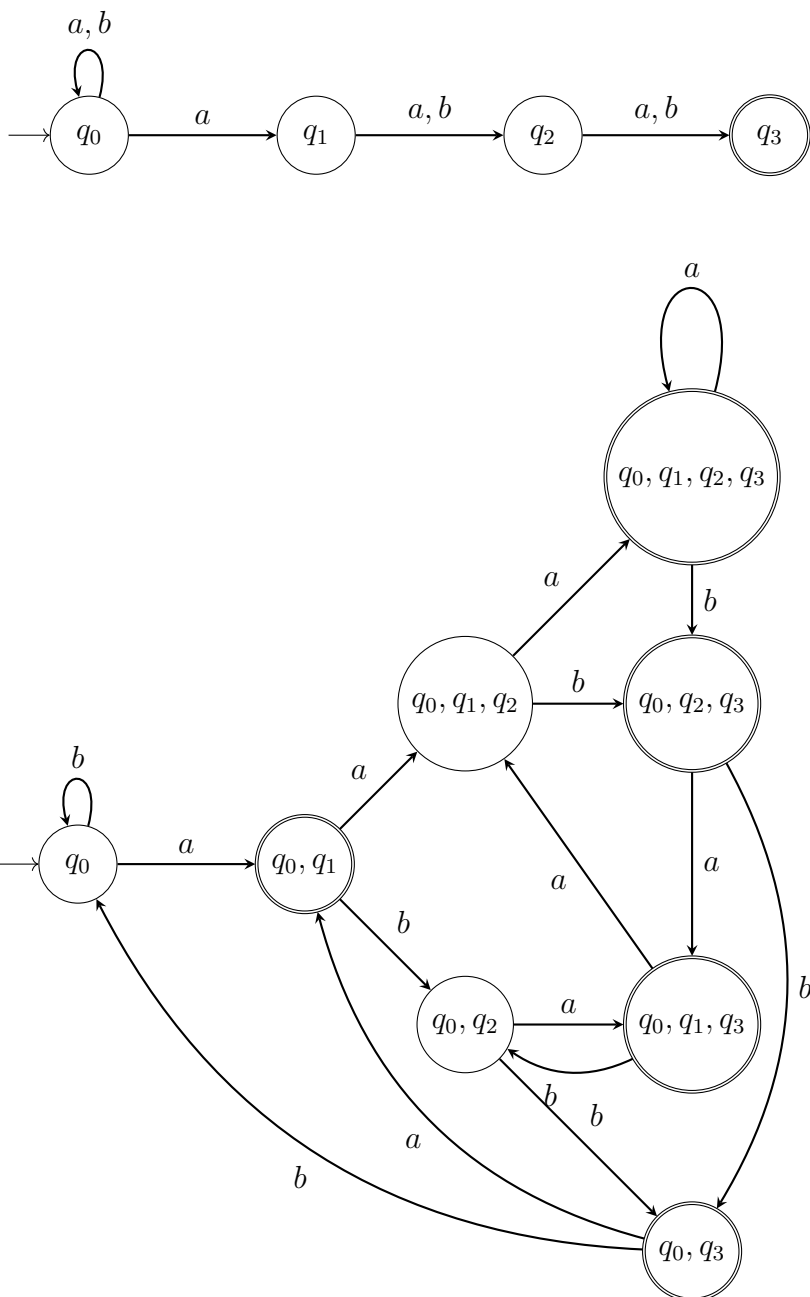 a, b
q₀ a q₁ a, b q₂ a, b q₃
a
q₀, q₁, q₂, q₃
a
b
q₀, q₁, q₂ b q₀, q₂, q₃
b
a
q₀ a q₀, q₁
a
a
b
b
q₀, q₂ a q₀, q₁, q₃
b
b
a
b
q₀, q₃